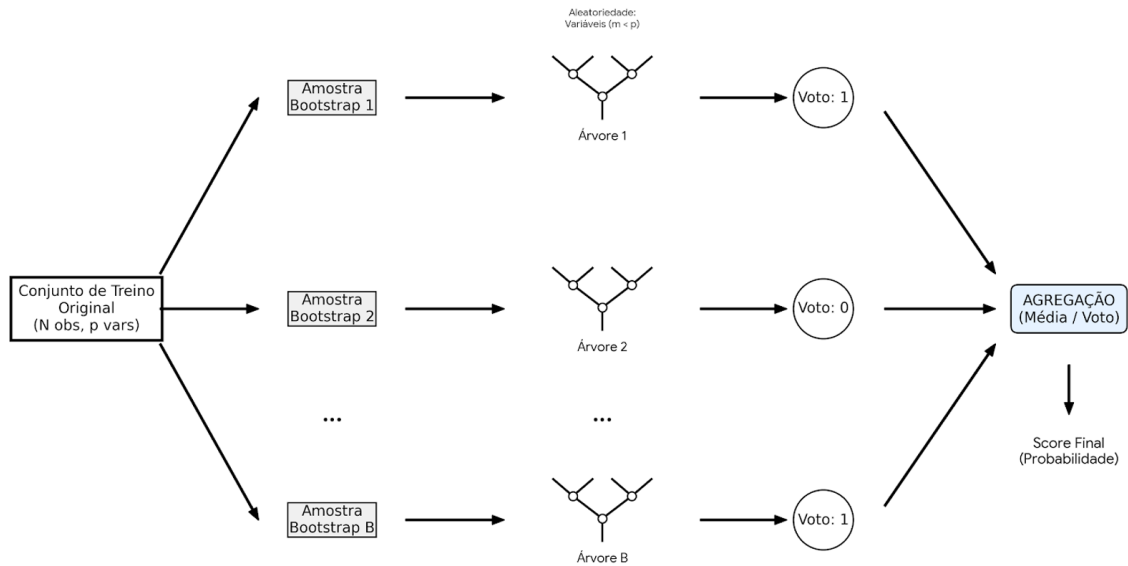 Aleatoriedade:
Variáveis (m < p)
Amostra
Bootstrap 1
Árvore 1
Voto: 1
Conjunto de Treino
Original
(N obs, p vars)
Amostra
Bootstrap 2
Árvore 2
Voto: 0
AGREGAÇÃO
(Média / Voto)
...
...
Score Final
(Probabilidade)
Amostra
Bootstrap B
Árvore B
Voto: 1